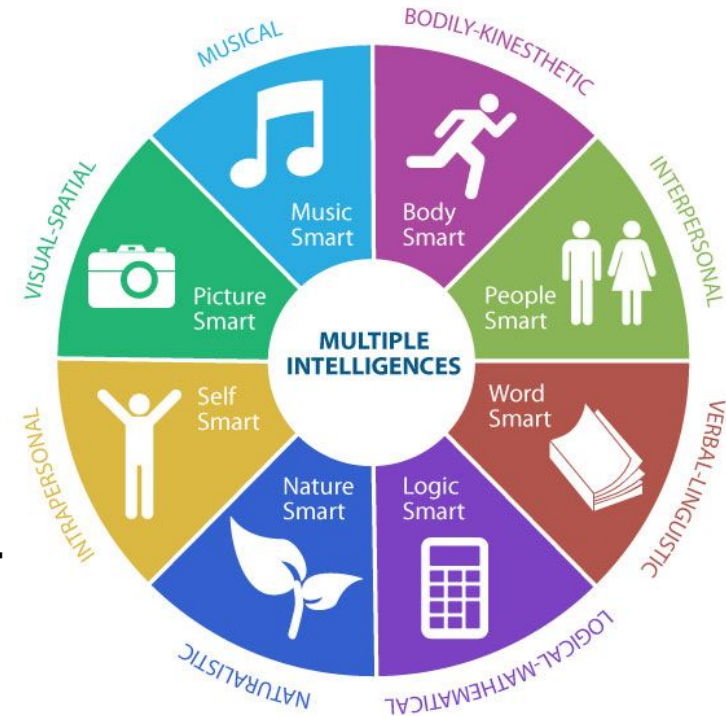 MUSICAL
BODILY-KINESTHETIC
VISUAL-SPATIAL
INTERPERSONAL
Music
Smart
Body
Smart
Picture
Smart
People
Smart
MULTIPLE
INTELLIGENCES
Self
Smart
Word
Smart
Nature
Smart
Logic
Smart
INTRAPERSONAL
VERBAL-LINGUISTIC
NATURALISTIC
LOGICAL-MATHEMATICAL